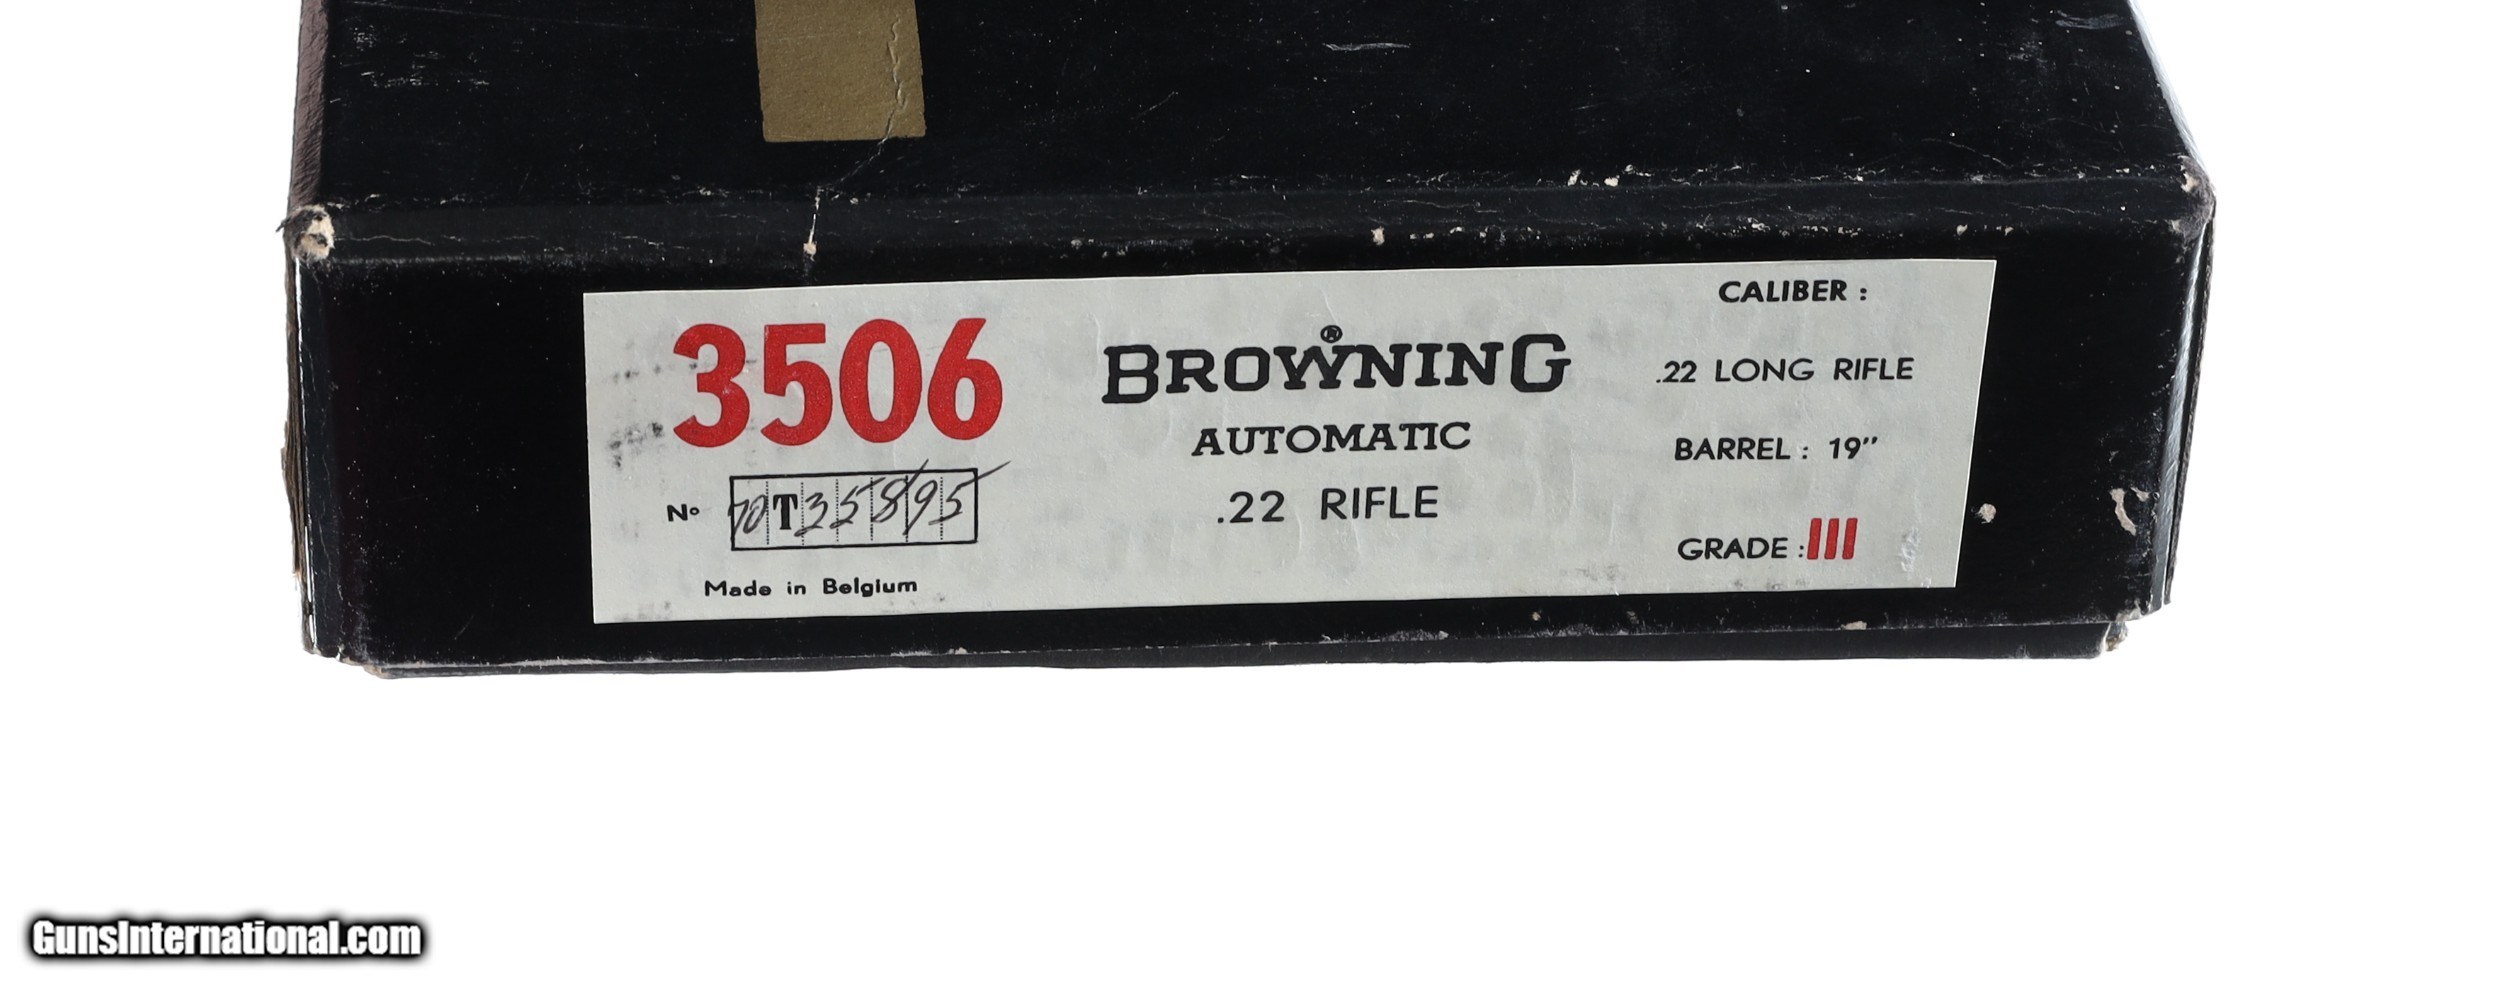 3506
Nº 70T35895
Made in Belgium
BROWNING®
AUTOMATIC
.22 RIFLE
CALIBER :
.22 LONG RIFLE
BARREL : 19"
GRADE : III
GunsInternational.com